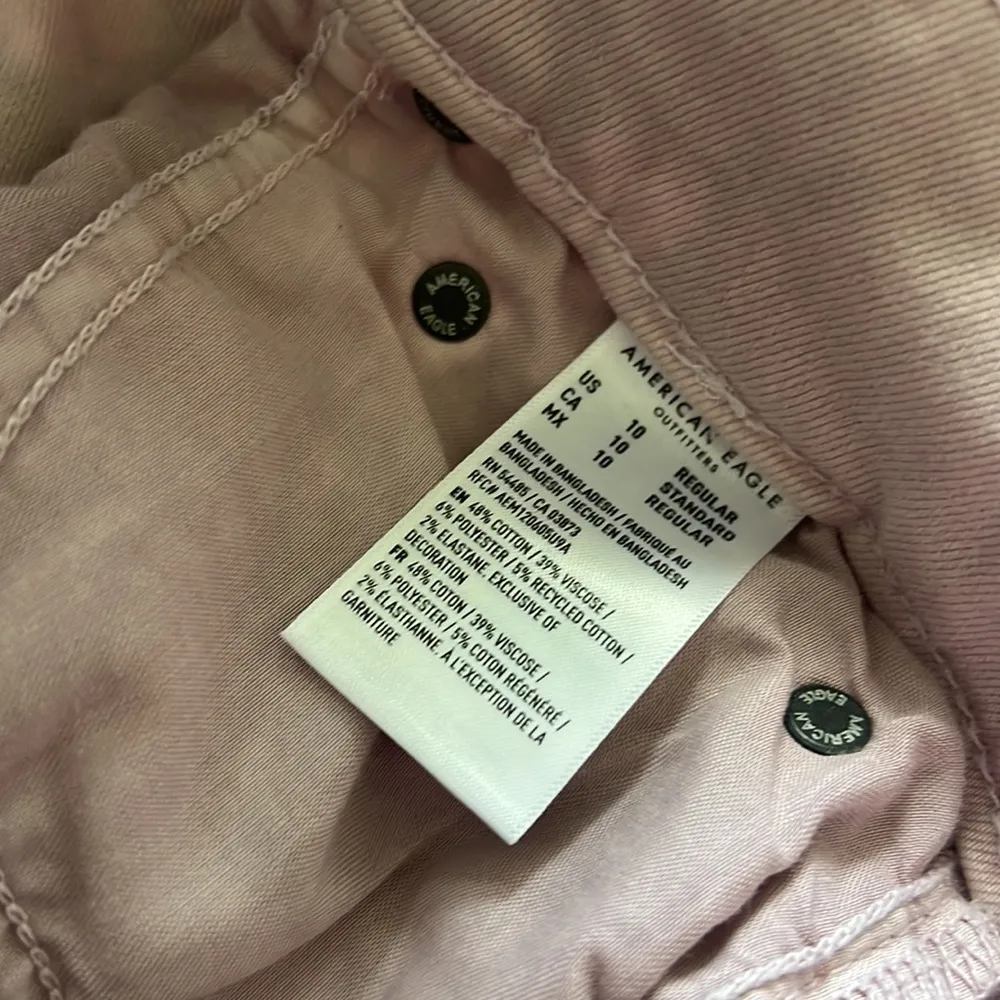 AMERICAN
EAGLE
AMERICAN EAGLE
OUTFITTERS
US 10 REGULAR
CA 10 STANDARD
MX 10 REGULAR
MADE IN BANGLADESH / FABRIQUÉ AU
BANGLADESH / HECHO EN BANGLADESH
RN 54485 / CA 03873
RFC# AEM120605U9A
EN 48% COTTON / 39% VISCOSE /
6% POLYESTER / 5% RECYCLED COTTON /
2% ELASTANE. EXCLUSIVE OF
DECORATION
FR 48% COTON / 39% VISCOSE /
6% POLYESTER / 5% COTON RÉGÉNÉRÉ /
2% ÉLASTHANNE. À L'EXCEPTION DE LA
GARNITURE
AMERICAN
EAGLE